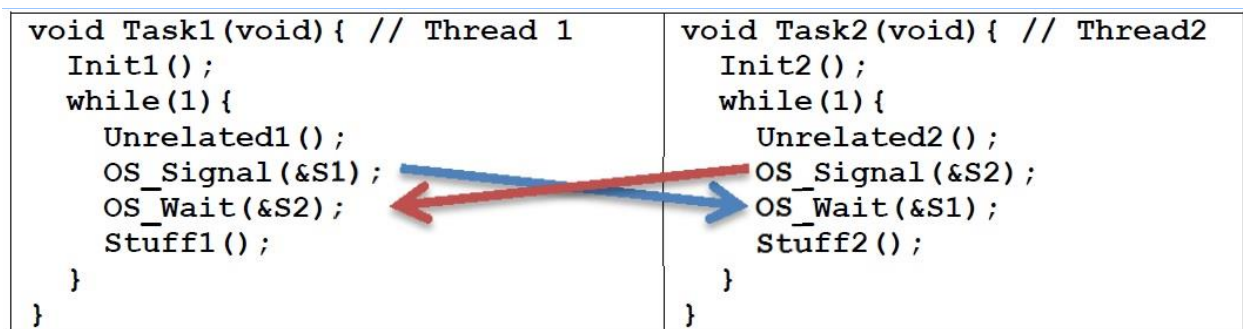 void Task1(void){ // Thread 1
  Init1();
  while(1){
    Unrelated1();
    OS_Signal(&S1);
    OS_Wait(&S2);
    Stuff1();
  }
}
void Task2(void){ // Thread2
  Init2();
  while(1){
    Unrelated2();
    OS_Signal(&S2);
    OS_Wait(&S1);
    Stuff2();
  }
}